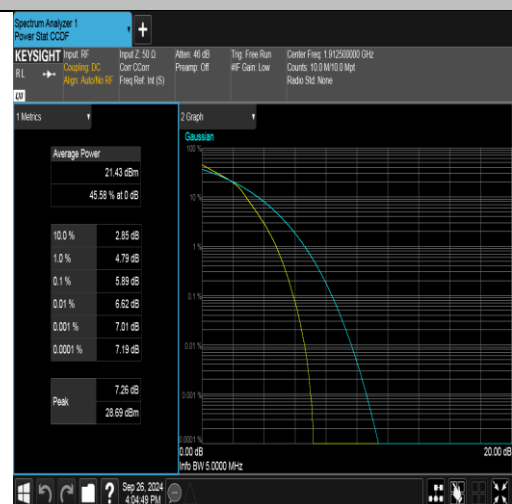 Spectrum Analyzer 1
Power Stat CCDF
KEYSIGHT
Input: RF
Input Z: 50 Ω
Atten: 46 dB
Trig: Free Run
Center Freq: 1.912500000 GHz
RL
Coupling: DC
Corr CCorr
Preamp: Off
#IF Gain: Low
Counts: 10.0 M/10.0 Mpt
Align: Auto/No RF
Freq Ref: Int (S)
Radio Std: None
1 Metrics
2 Graph
Gaussian
Average Power
21.43 dBm
45.58 % at 0 dB
10.0 % 2.85 dB
1.0 % 4.79 dB
0.1 % 5.89 dB
0.01 % 6.62 dB
0.001 % 7.01 dB
0.0001 % 7.19 dB
Peak
7.26 dB
28.69 dBm
100 %
10 %
1 %
0.1 %
0.01 %
0.001 %
0.0001 %
0.00 dB
20.00 dB
Info BW 5.0000 MHz
Sep 26, 2024
4:04:49 PM